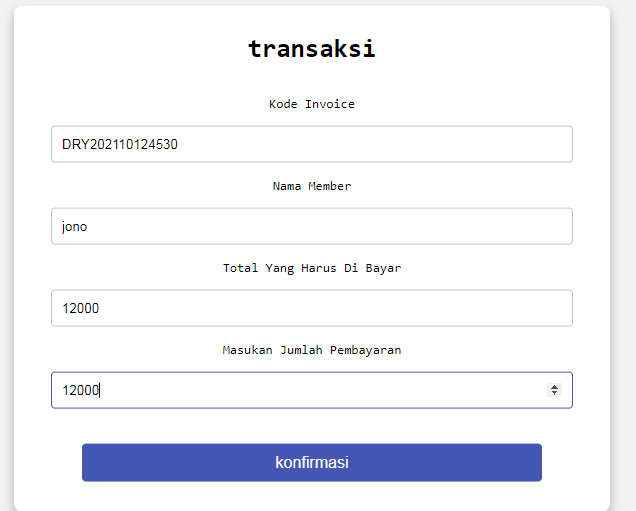 transaksi
Kode Invoice
DRY202110124530
Nama Member
jono
Total Yang Harus Di Bayar
12000
Masukan Jumlah Pembayaran
12000
konfirmasi